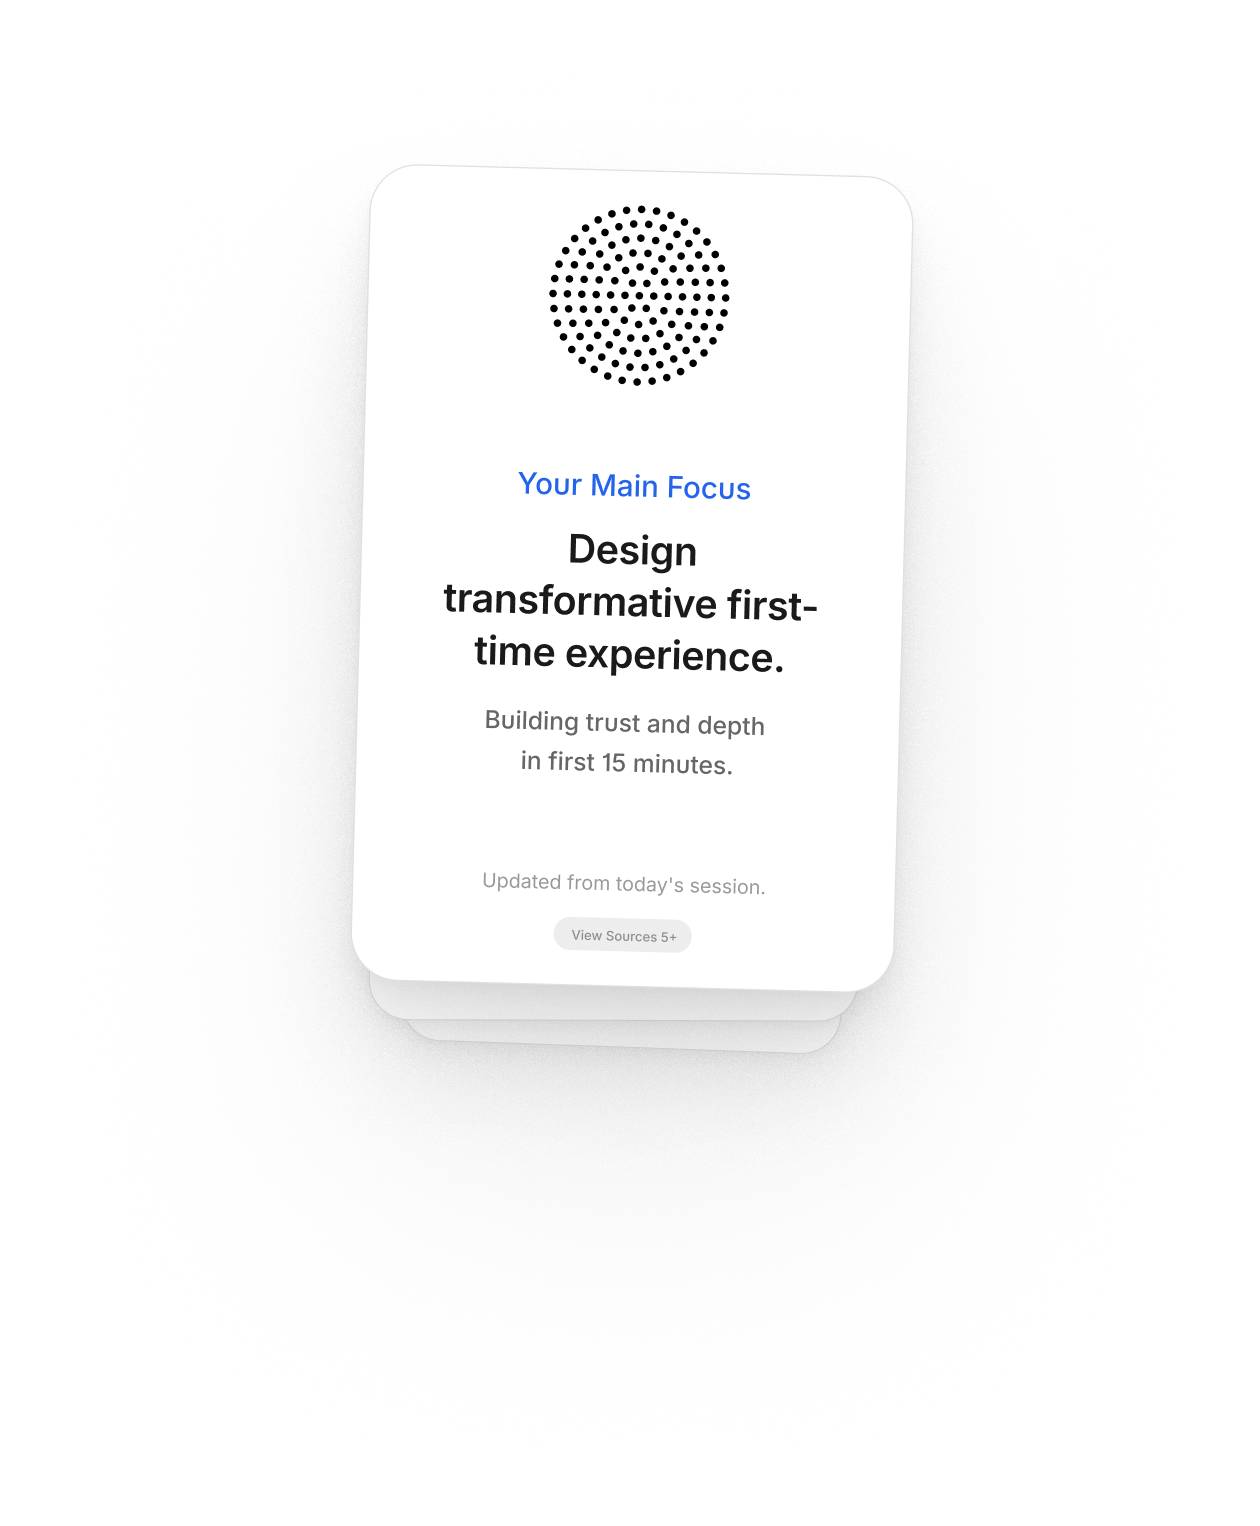 Your Main Focus
Design
transformative first-
time experience.
Building trust and depth
in first 15 minutes.
Updated from today's session.
View Sources 5+